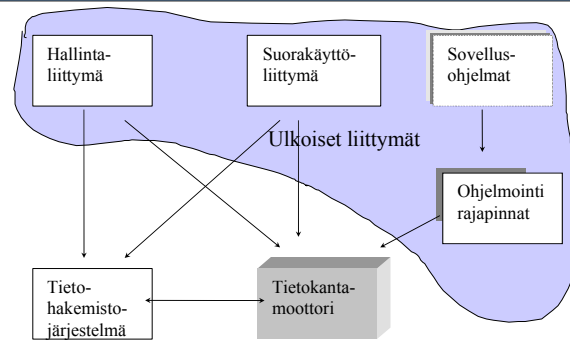 Hallinta-
liittymä
Suorakäyttö-
liittymä
Sovellus-
ohjelmat
Ulkoiset liittymät
Ohjelmointi
rajapinnat
Tieto-
hakemisto-
järjestelmä
Tietokanta-
moottori